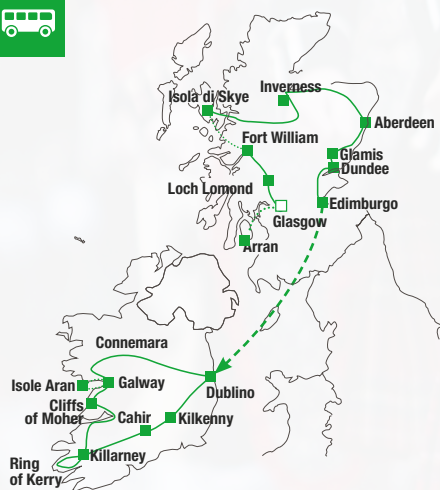 Inverness
Isola di Skye
Aberdeen
Fort William
Glamis
Dundee
Loch Lomond
Edimburgo
Glasgow
Arran
Connemara
Isole Aran
Galway
Dublino
Cliffs
of Moher
Cahir
Kilkenny
Killarney
Ring
of Kerry